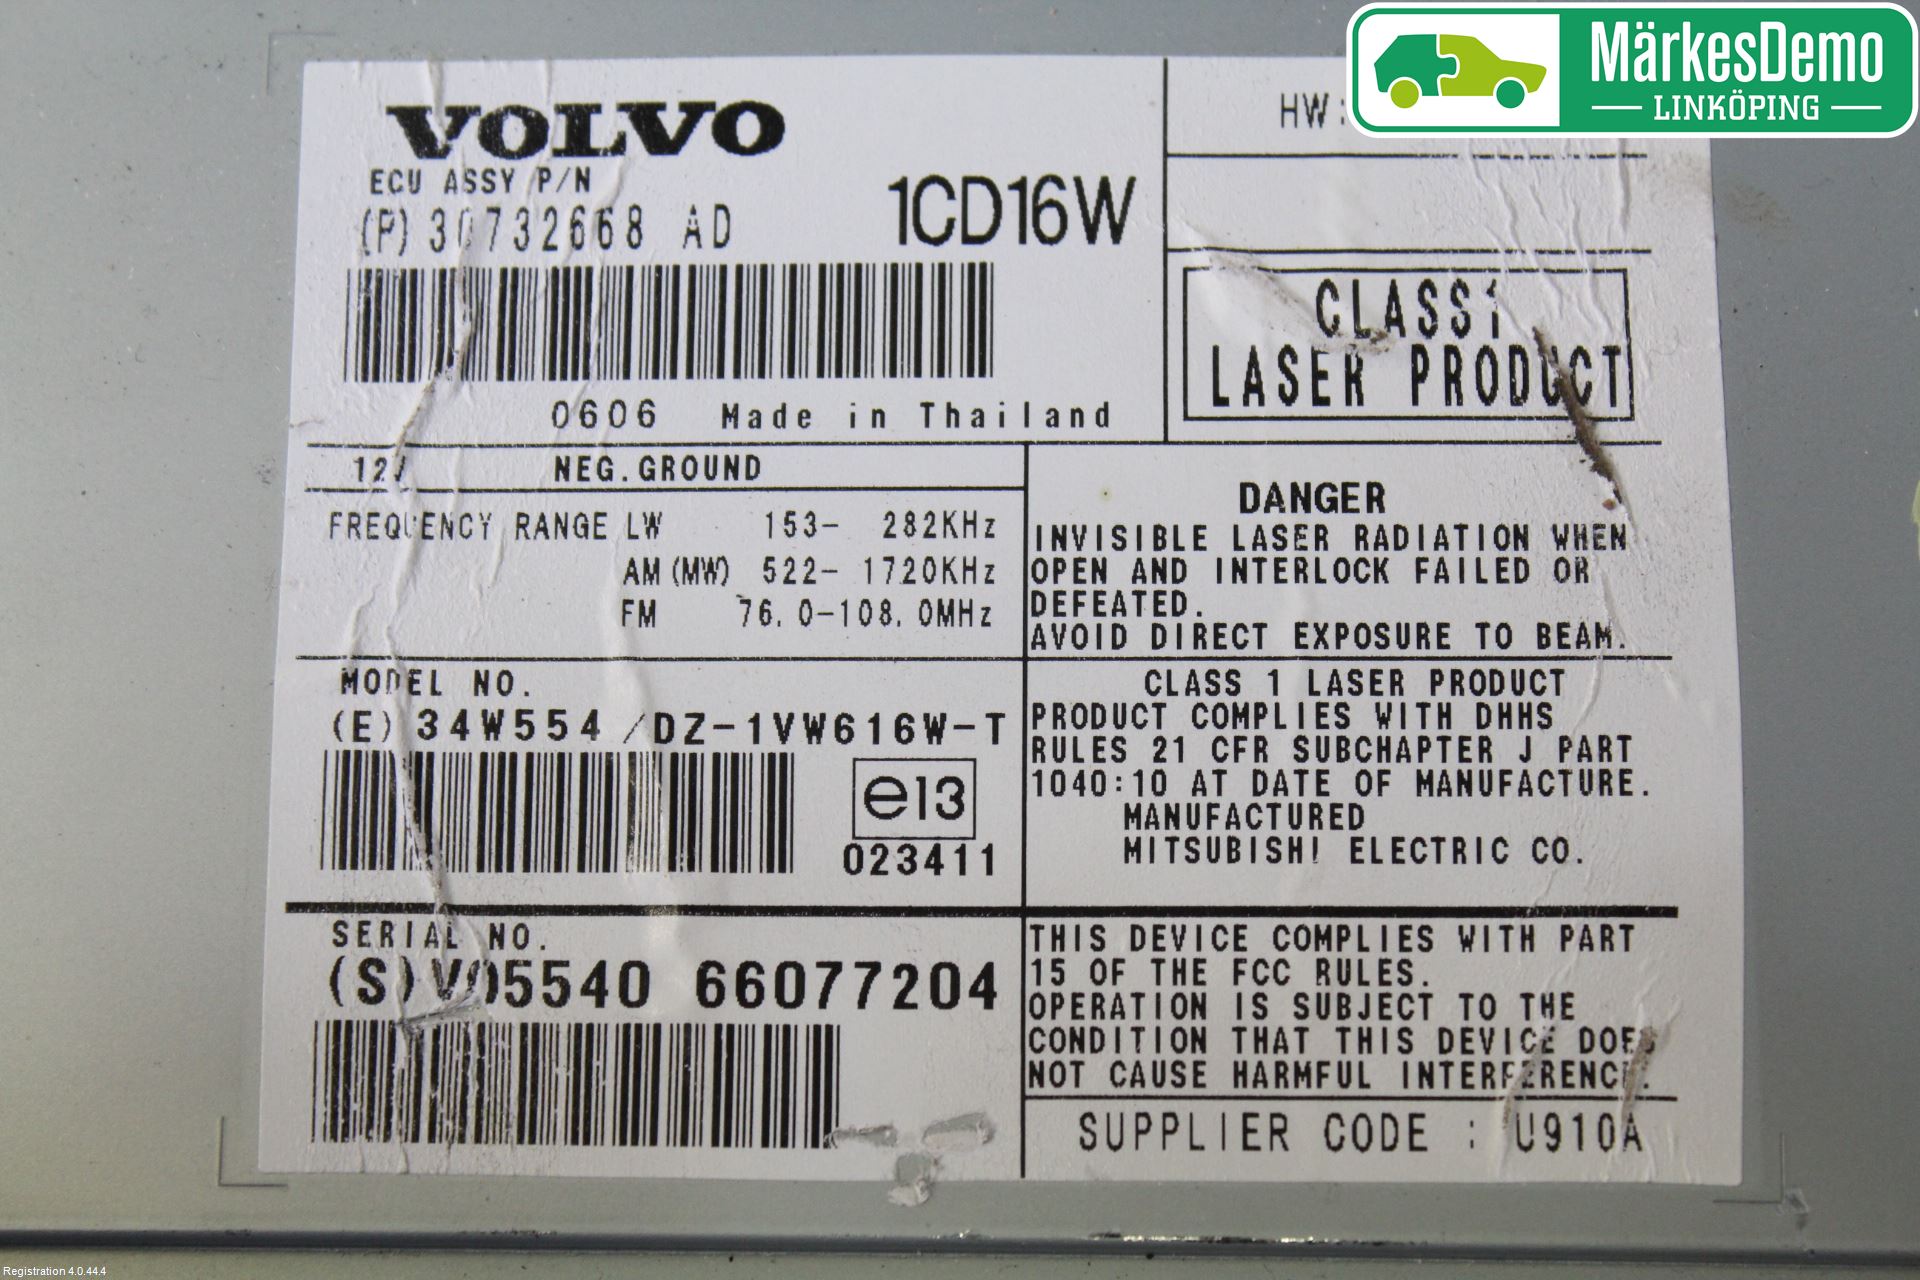 MärkesDemo
LINKÖPING
VOLVO
ECU ASSY P/N
(P) 30732668 AD
1CD16W
HW:
CLASS1
LASER PRODUCT
0606 Made in Thailand
12V NEG.GROUND
FREQUENCY RANGE LW 153- 282KHz
AM (MW) 522- 1720KHz
FM 76.0-108.0MHz
DANGER
INVISIBLE LASER RADIATION WHEN
OPEN AND INTERLOCK FAILED OR
DEFEATED.
AVOID DIRECT EXPOSURE TO BEAM.
MODEL NO.
(E) 34W554 /DZ-1VW616W-T
e13
023411
CLASS 1 LASER PRODUCT
PRODUCT COMPLIES WITH DHHS
RULES 21 CFR SUBCHAPTER J PART
1040:10 AT DATE OF MANUFACTURE.
MANUFACTURED
MITSUBISHI ELECTRIC CO.
SERIAL NO.
(S) V05540 66077204
THIS DEVICE COMPLIES WITH PART
15 OF THE FCC RULES.
OPERATION IS SUBJECT TO THE
CONDITION THAT THIS DEVICE DOES
NOT CAUSE HARMFUL INTERFERENCE.
SUPPLIER CODE : U910A
Registration 4.0.44.4